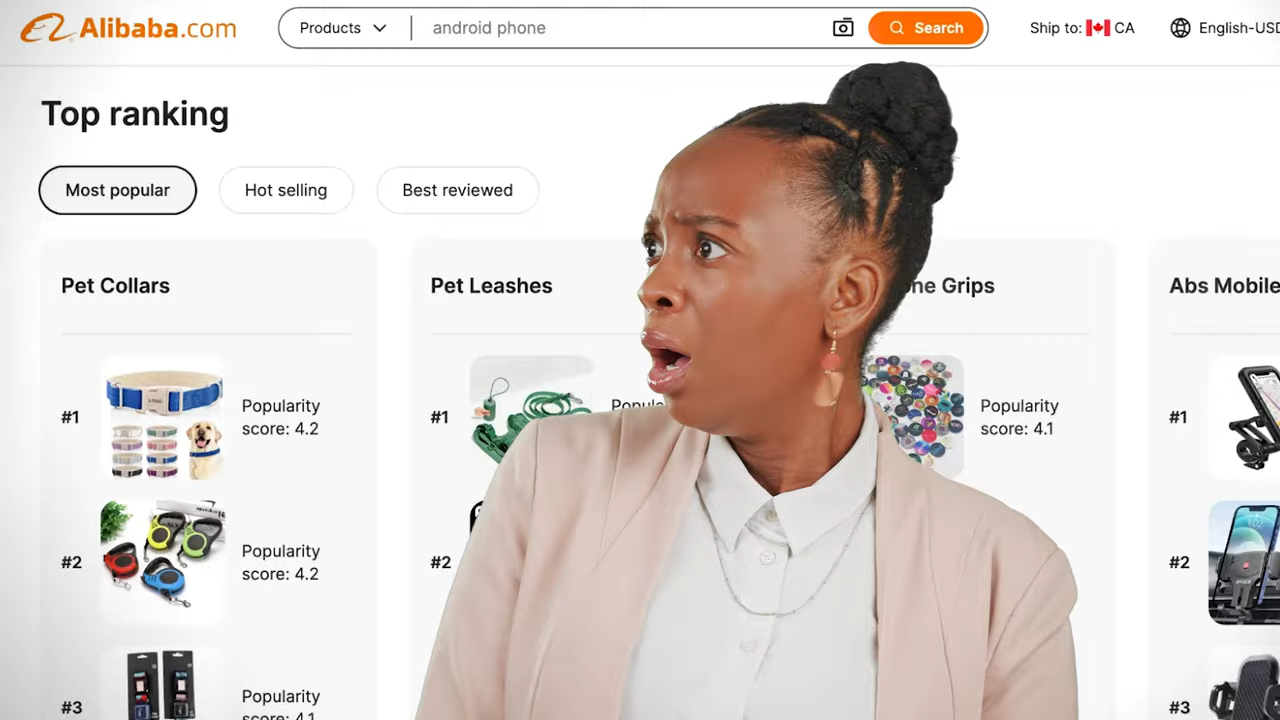 Alibaba.com
Products
android phone
Search
Ship to: CA
English-USD
Top ranking
Most popular
Hot selling
Best reviewed
Pet Collars
#1
Popularity
score: 4.2
#2
Popularity
score: 4.2
#3
Popularity
score: 4.1
Pet Leashes
#1
#2
Grips
Popularity
score: 4.1
Abs Mobile
#1
#2
#3